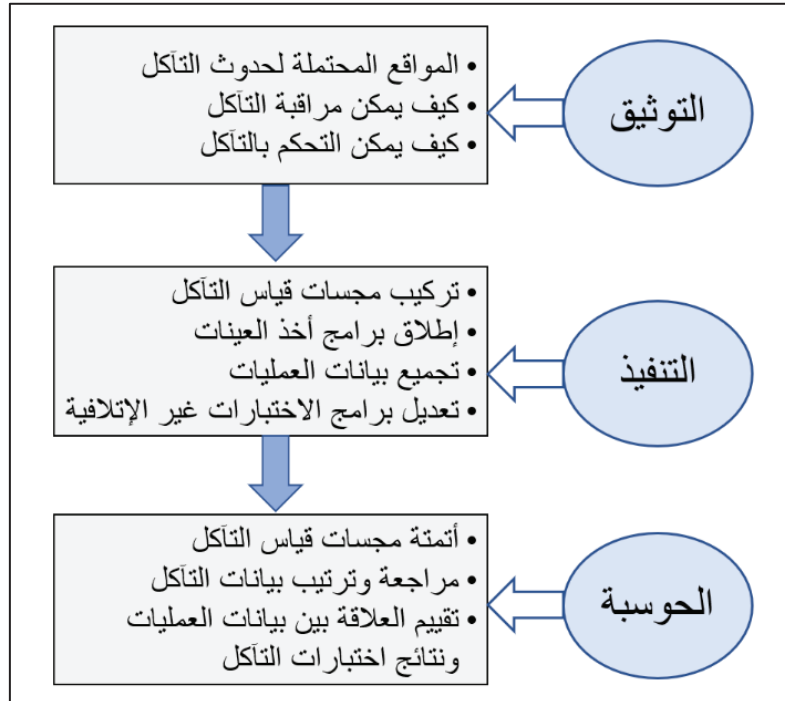 التوثيق
• المواقع المحتملة لحدوث التآكل
• كيف يمكن مراقبة التآكل
• كيف يمكن التحكم بالتآكل
التنفيذ
• تركيب مجسات قياس التآكل
• إطلاق برامج أخذ العينات
• تجميع بيانات العمليات
• تعديل برامج الاختبارات غير الإتلافية
الحوسبة
• أتمتة مجسات قياس التآكل
• مراجعة وترتيب بيانات التآكل
• تقييم العلاقة بين بيانات العمليات
ونتائج اختبارات التآكل